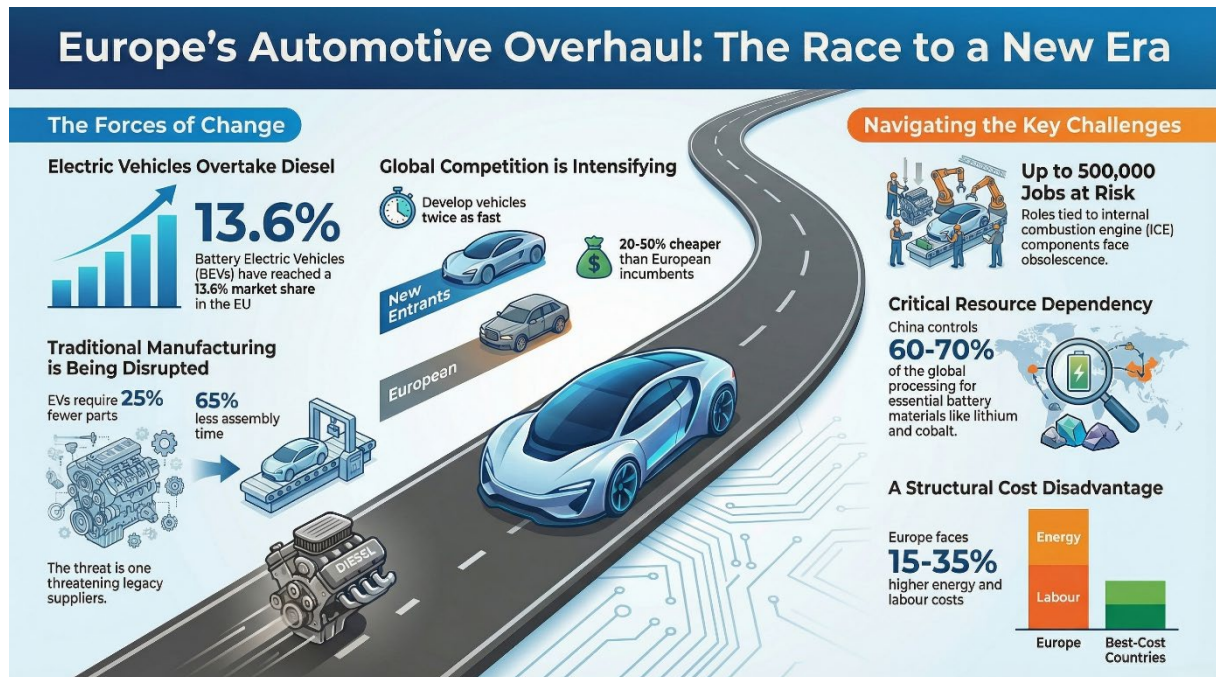 Europe's Automotive Overhaul: The Race to a New Era
The Forces of Change
Electric Vehicles Overtake Diesel
13.6%
Battery Electric Vehicles
(BEVs) have reached a
13.6% market share
in the EU
Traditional Manufacturing
is Being Disrupted
EVs require 25%
fewer parts
65%
less assembly
time
The threat is one
threatening legacy
suppliers.
Global Competition is Intensifying
Develop vehicles
twice as fast
20-50% cheaper
than European
incumbents
New
Entrants
European
DIESEL
Navigating the Key Challenges
Up to 500,000
Jobs at Risk
Roles tied to internal
combustion engine (ICE)
components face
obsolescence.
Critical Resource Dependency
China controls
60-70%
of the global
processing for
essential battery
materials like lithium
and cobalt.
A Structural Cost Disadvantage
Europe faces
15-35%
higher energy and
labour costs
Energy
Labour
Europe
Best-Cost
Countries